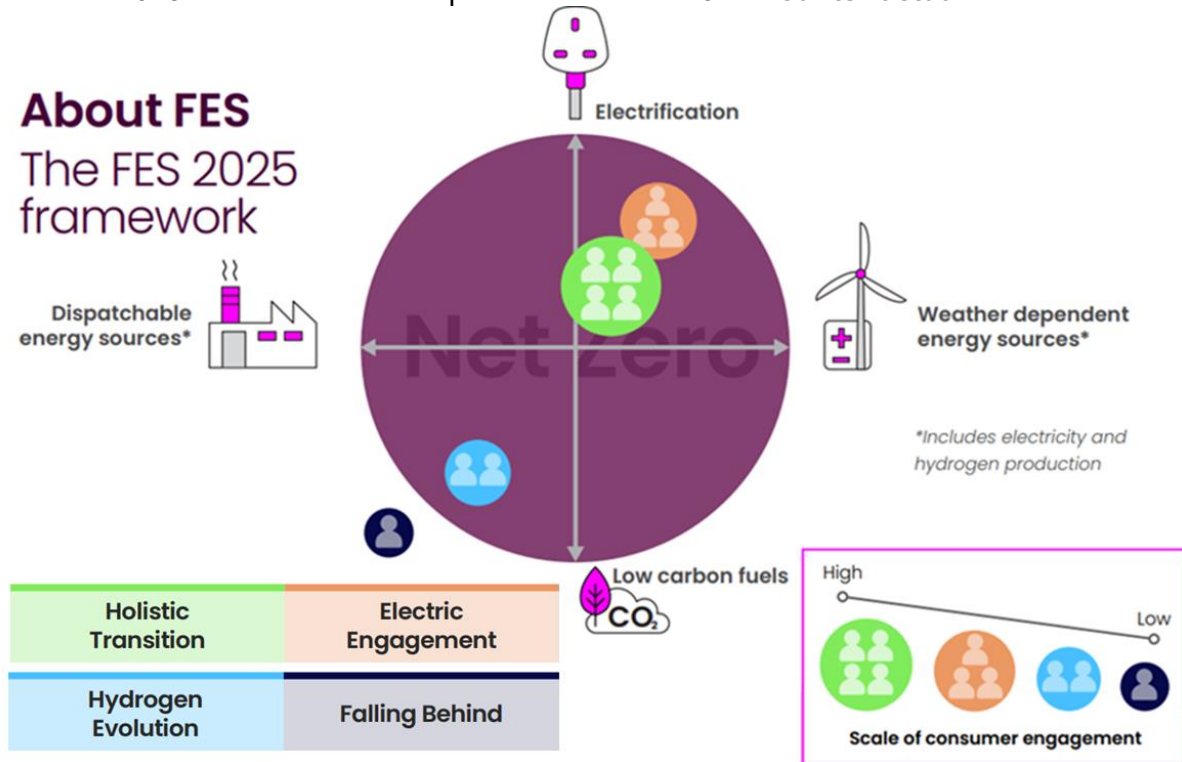 About FES
The FES 2025
framework
Electrification
Dispatchable
energy sources*
Weather dependent
energy sources*
Net Zero
*Includes electricity and
hydrogen production
Low carbon fuels
CO₂
Holistic
Transition
Electric
Engagement
Hydrogen
Evolution
Falling Behind
High
Low
Scale of consumer engagement